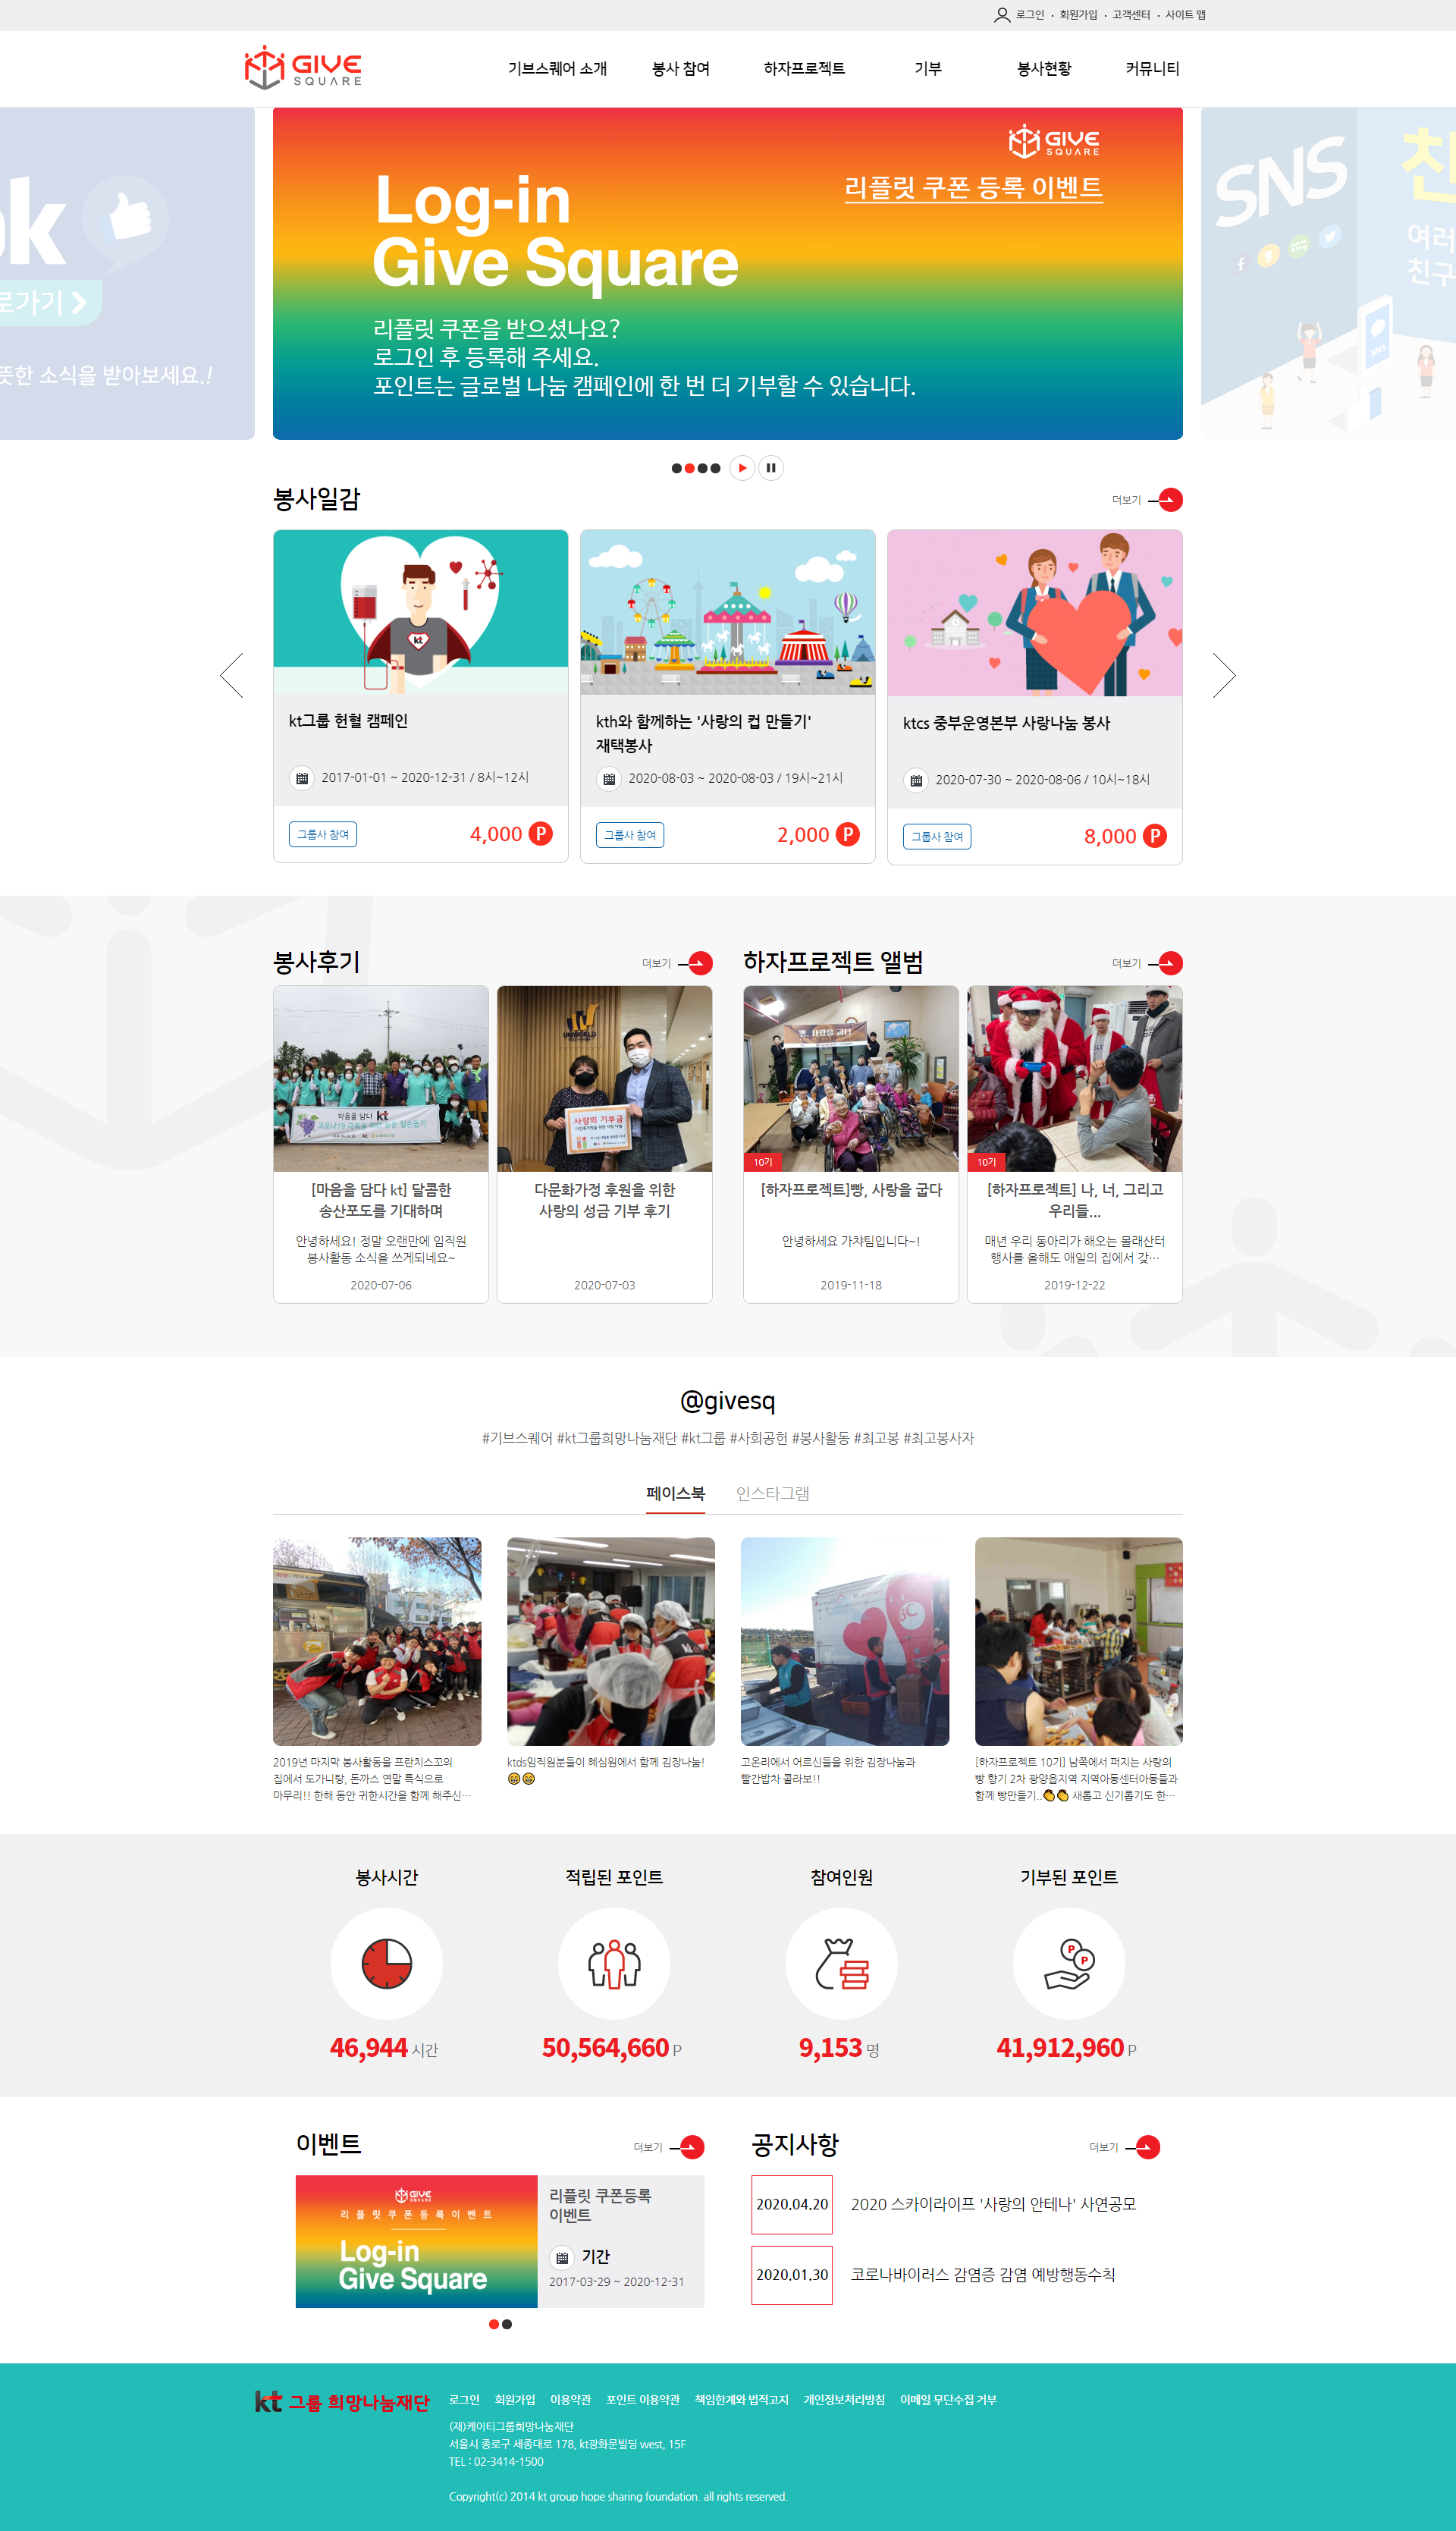 로그인 · 회원가입 · 고객센터 · 사이트 맵
GIVE
SQUARE
기브스퀘어 소개 봉사 참여 하자프로젝트 기부 봉사현황 커뮤니티
GIVE
SQUARE
리플릿 쿠폰 등록 이벤트
Log-in
Give Square
리플릿 쿠폰을 받으셨나요?
로그인 후 등록해 주세요.
포인트는 글로벌 나눔 캠페인에 한 번 더 기부할 수 있습니다.
ok
로가기
뜻한 소식을 받아보세요.!
SNS
친
여러
친구
blog
SNS
봉사일감
더보기
kt
kt그룹 헌혈 캠페인
2017-01-01 ~ 2020-12-31 / 8시~12시
그룹사 참여
4,000 P
kth와 함께하는 '사랑의 컵 만들기'
재택봉사
2020-08-03 ~ 2020-08-03 / 19시~21시
그룹사 참여
2,000 P
ktcs 중부운영본부 사랑나눔 봉사
2020-07-30 ~ 2020-08-06 / 10시~18시
그룹사 참여
8,000 P
봉사후기
더보기
마음을 담다 kt
[마음을 담다 kt] 달콤한
송산포도를 기대하며
안녕하세요! 정말 오랜만에 임직원
봉사활동 소식을 쓰게되네요~
2020-07-06
UNIWORLD
사랑의 기부금
다문화가정 후원을 위한
사랑의 성금 기부 후기
2020-07-03
하자프로젝트 앨범
더보기
빵, 사랑을 굽다
10기
[하자프로젝트]빵, 사랑을 굽다
안녕하세요 가챠팀입니다~!
2019-11-18
10기
[하자프로젝트] 나, 너, 그리고
우리들...
매년 우리 동아리가 해오는 몰래산터
행사를 올해도 애일의 집에서 갖…
2019-12-22
@givesq
#기브스퀘어 #kt그룹희망나눔재단 #kt그룹 #사회공헌 #봉사활동 #최고봉 #최고봉사자
페이스북 인스타그램
2019년 마지막 봉사활동을 프란치스꼬의
집에서 도가니탕, 돈까스 연말 특식으로
마무리!! 한해 동안 귀한시간을 함께 해주신…
ktds임직원분들이 혜심원에서 함께 김장나눔!
😄😄
고온리에서 어르신들을 위한 김장나눔과
빨간밥차 콜라보!!
[하자프로젝트 10기] 남쪽에서 퍼지는 사랑의
빵 향기 2차 광양읍지역 지역아동센터아동들과
함께 빵만들기..👏👏 새롭고 신기롭기도 한…
봉사시간
46,944 시간
적립된 포인트
50,564,660 P
참여인원
9,153 명
기부된 포인트
P
P
41,912,960 P
이벤트
더보기
GIVE
SQUARE
리플릿쿠폰등록이벤트
Log-in
Give Square
리플릿 쿠폰등록
이벤트
기간
2017-03-29 ~ 2020-12-31
공지사항
더보기
2020.04.20 2020 스카이라이프 '사랑의 안테나' 사연공모
2020.01.30 코로나바이러스 감염증 감염 예방행동수칙
kt 그룹 희망나눔재단
로그인 회원가입 이용약관 포인트 이용약관 책임한계와 법적고지 개인정보처리방침 이메일 무단수집 거부
(재)케이티그룹희망나눔재단
서울시 종로구 세종대로 178, kt광화문빌딩 west, 15F
TEL : 02-3414-1500
Copyright(c) 2014 kt group hope sharing foundation. all rights reserved.